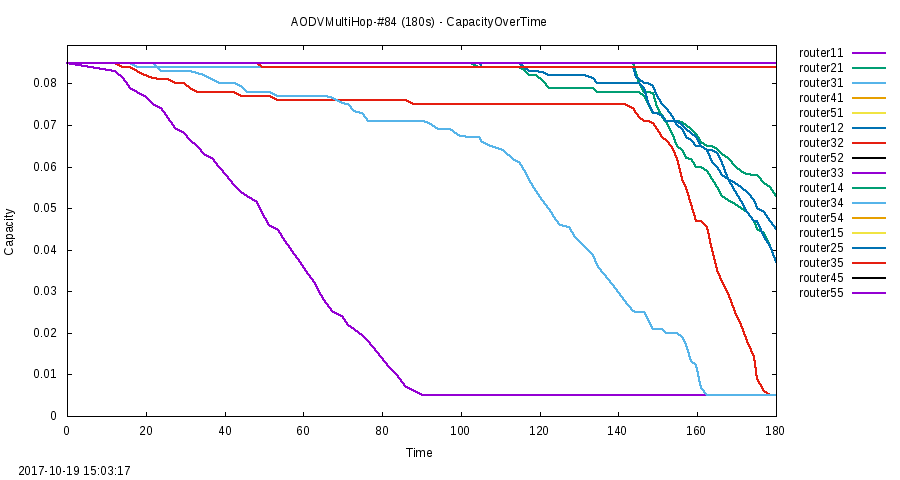 AODVMultiHop-#84 (180s) - CapacityOverTime
router11
router21
router31
router41
router51
router12
router32
router52
router33
router14
router34
router54
router15
router25
router35
router45
router55
Capacity
0.08
0.07
0.06
0.05
0.04
0.03
0.02
0.01
0
0 20 40 60 80 100 120 140 160 180
Time
2017-10-19 15:03:17